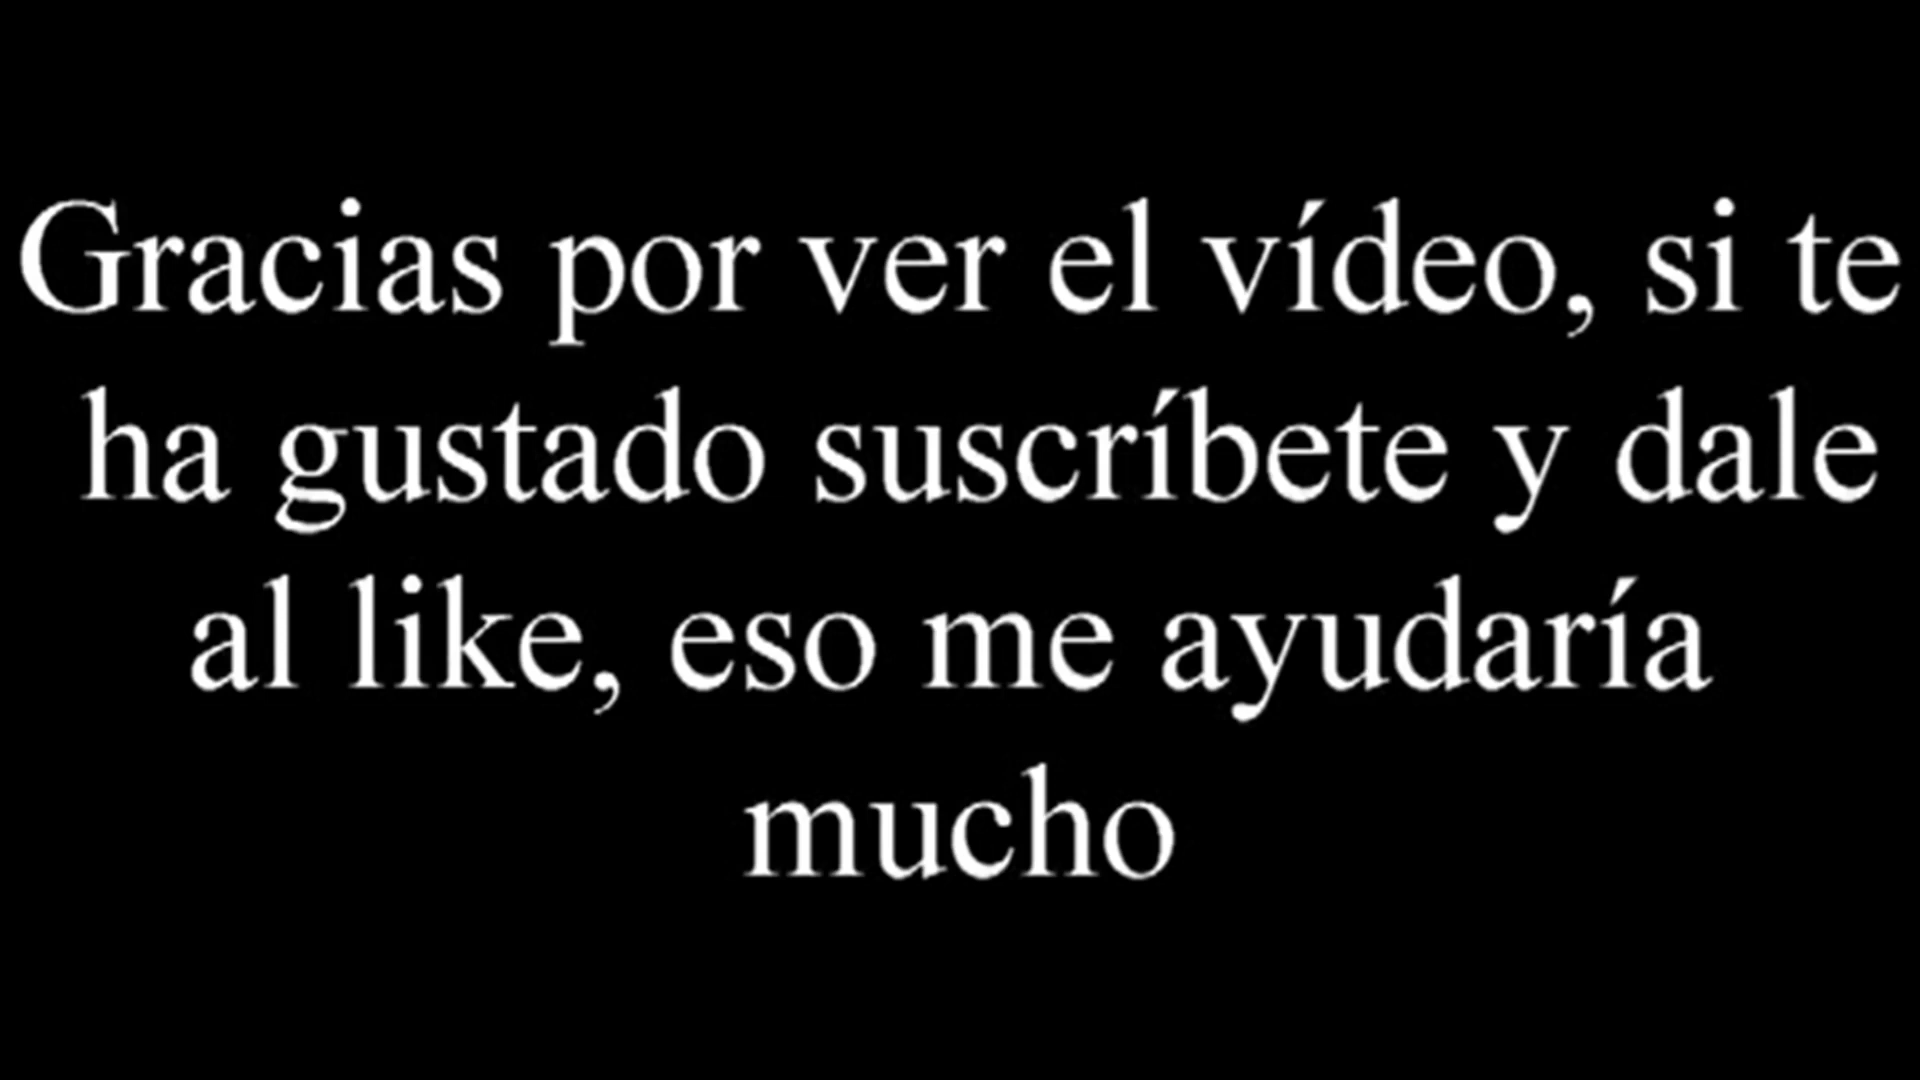 Gracias por ver el vídeo, si te
ha gustado suscríbete y dale
al like, eso me ayudaría
mucho